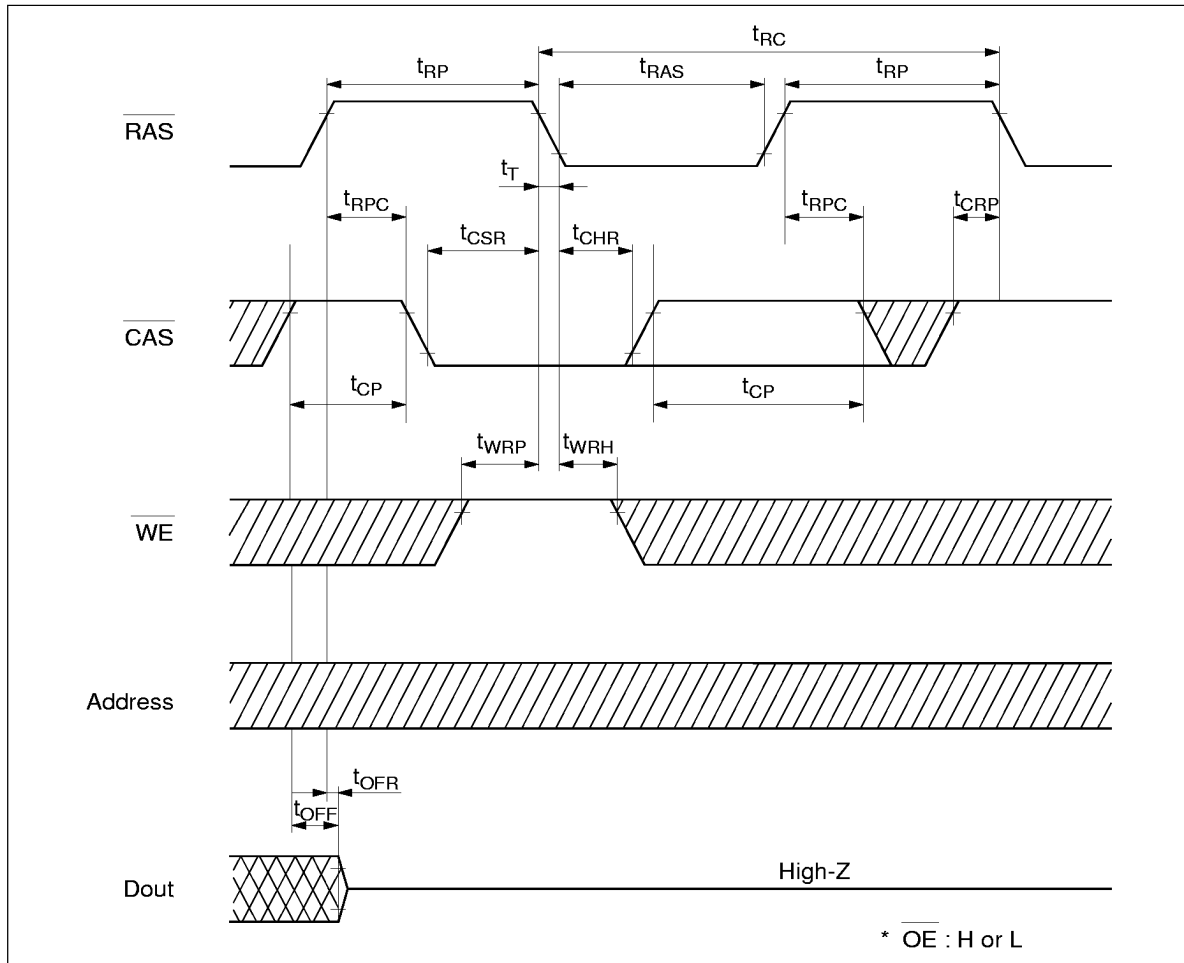 tRC
tRP
tRAS
tRP
RAS
tT
tRPC
tRPC
tCRP
tCSR
tCHR
CAS
tCP
tCP
tWRP
tWRH
WE
Address
tOFR
tOFF
Dout
High-Z
* OE : H or L